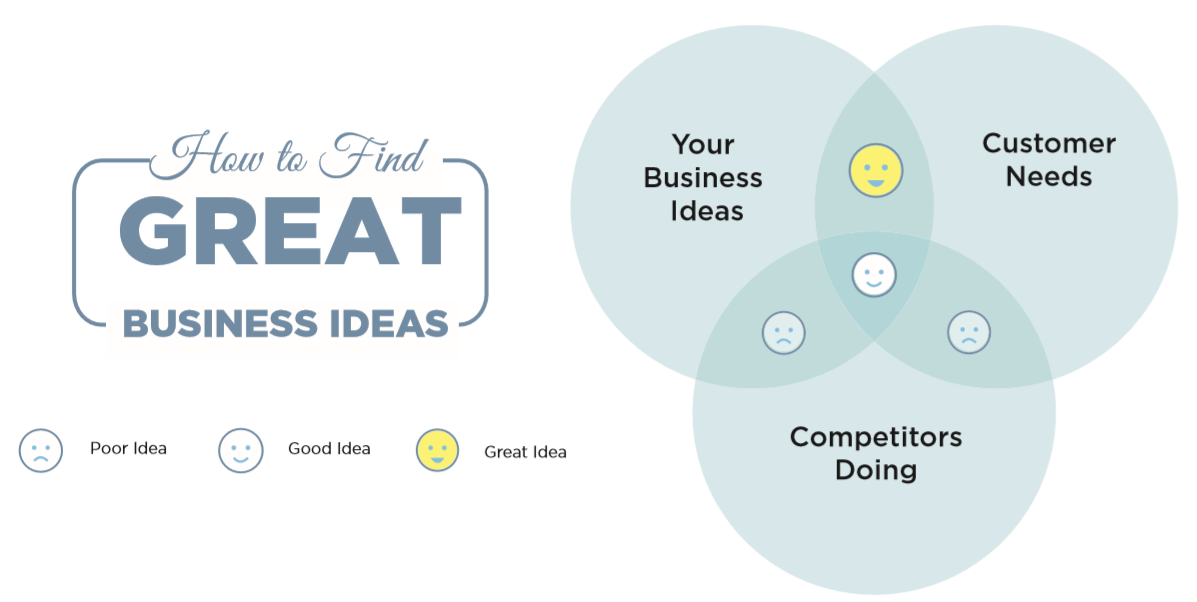 How to Find
GREAT
BUSINESS IDEAS
Poor Idea
Good Idea
Great Idea
Your
Business
Ideas
Customer
Needs
Competitors
Doing